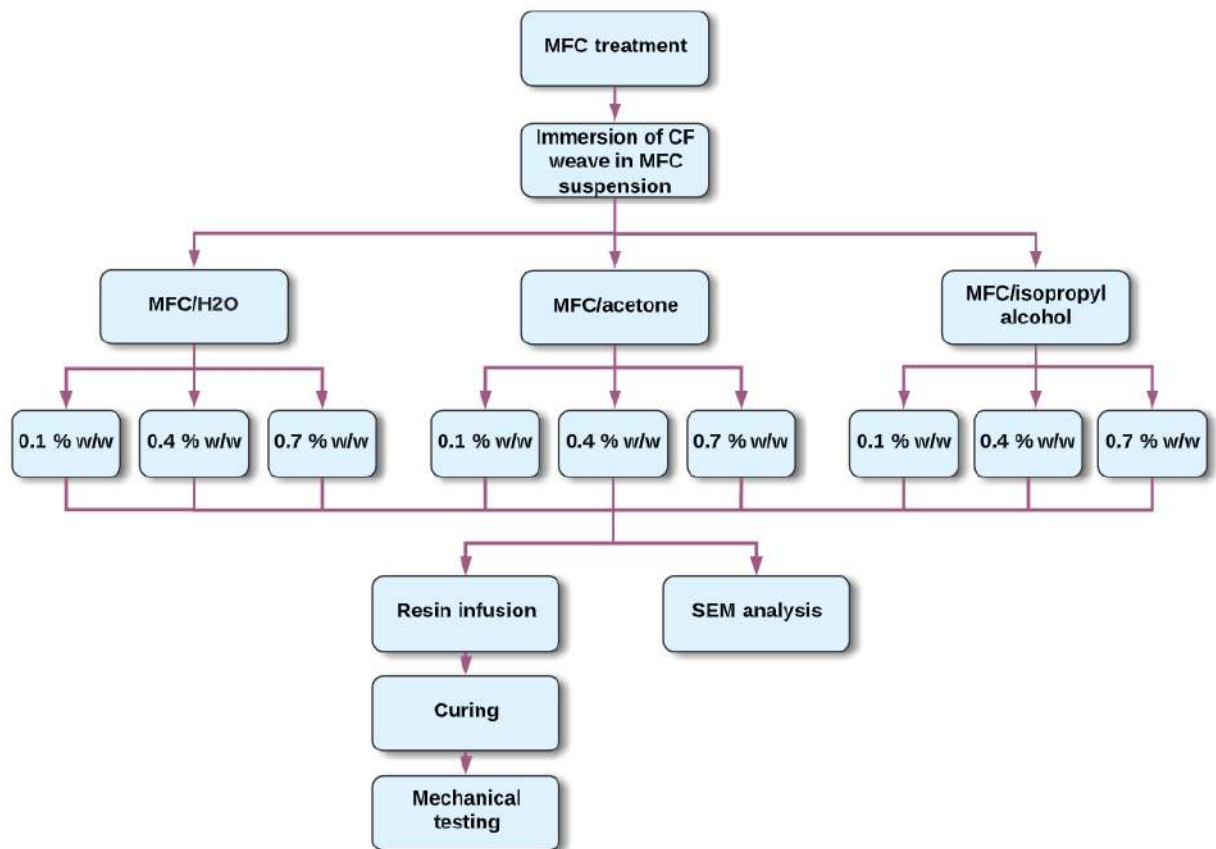 MFC treatment
Immersion of CF
weave in MFC
suspension
MFC/H2O
MFC/acetone
MFC/isopropyl
alcohol
0.1 % w/w
0.4 % w/w
0.7 % w/w
0.1 % w/w
0.4 % w/w
0.7 % w/w
0.1 % w/w
0.4 % w/w
0.7 % w/w
Resin infusion
SEM analysis
Curing
Mechanical
testing